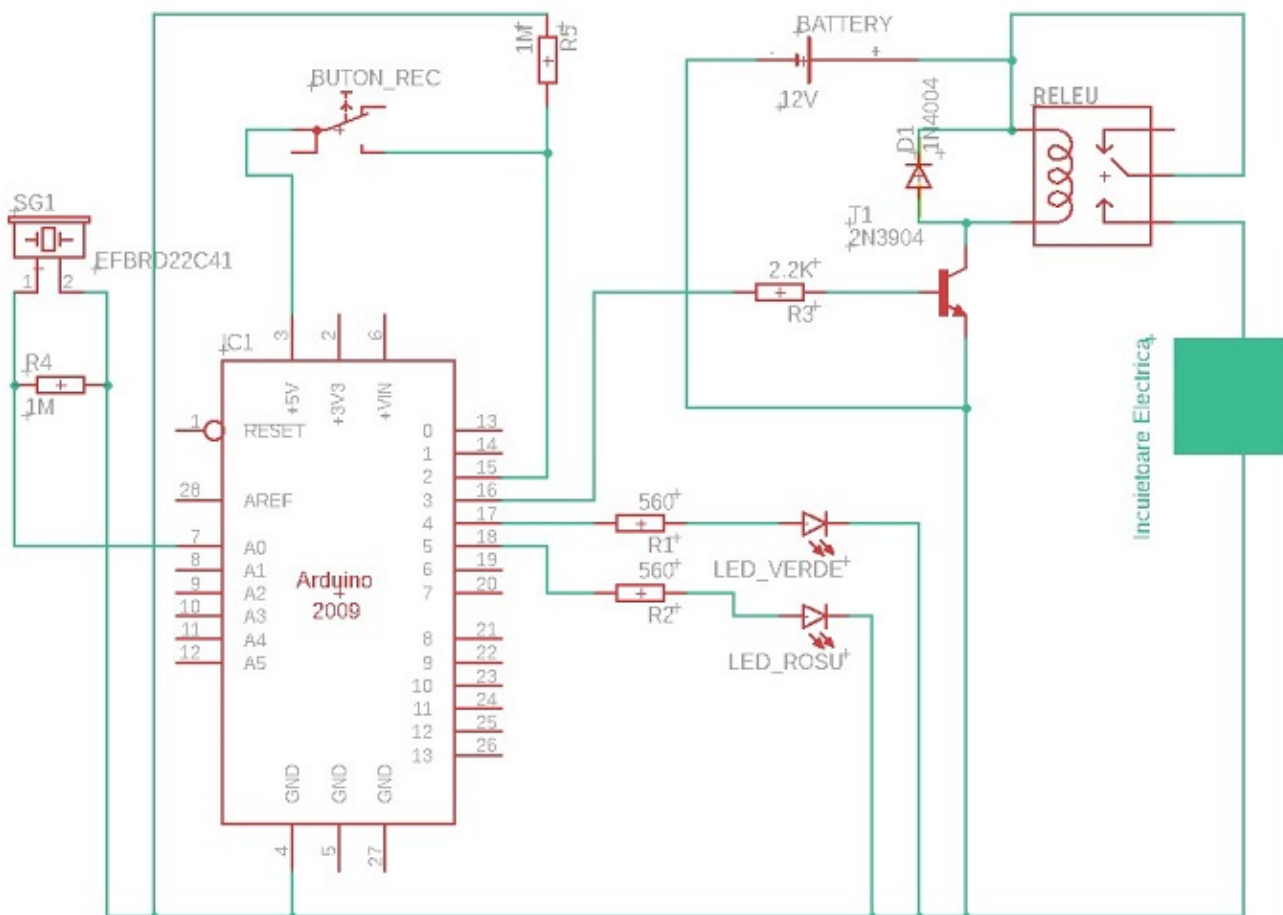 1M
R5
BATTERY
-
+
12V
BUTON_REC
RELEU
D1
1N4004
SG1
EFBRD22C41
1
2
T1
2N3904
2.2K
R3
R4
1M
IC1
3
2
6
+5V
+3V3
+VIN
1
RESET
28
AREF
7
A0
8
A1
9
A2
10
A3
11
A4
12
A5
Arduino
2009
0
13
1
14
2
15
3
16
4
17
5
18
6
19
7
20
8
21
9
22
10
23
11
24
12
25
13
26
GND
GND
GND
4
5
27
560
R1
LED_VERDE
560
R2
LED_ROSU
Incuietoare Electrica